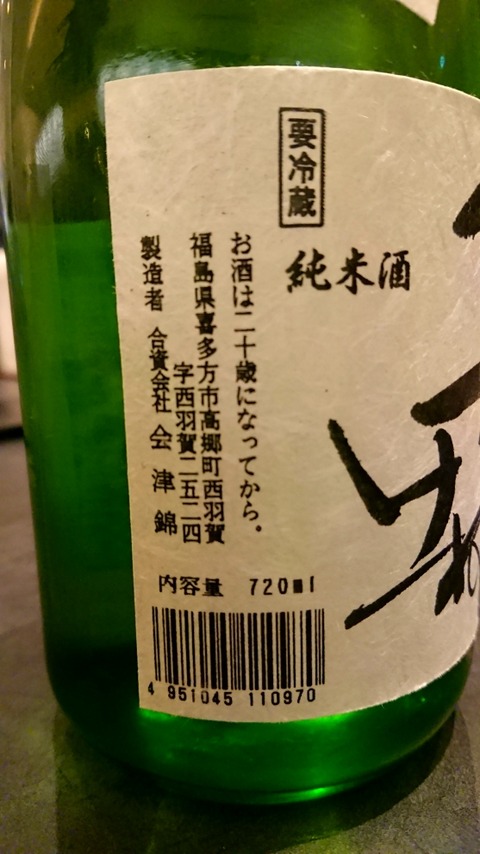 要冷蔵
純米酒
お酒は二十歳になってから。
福島県喜多方市高郷町西羽賀
字西羽賀二五二四
製造者 合資会社 会津錦
内容量 720ml
4 951045 110970